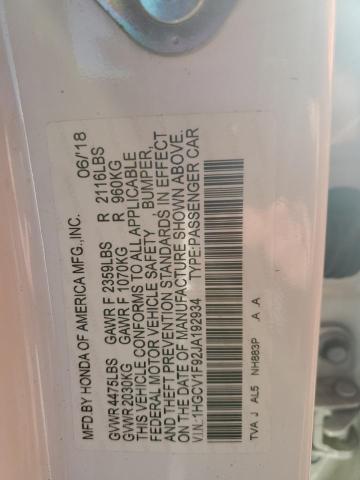 MFD.BY HONDA OF AMERICA MFG.,INC. 06/'18
GVWR 4475LBS GAWR F 2359LBS R 2116LBS
GVWR 2030KG GAWR F 1070KG R 960KG
THIS VEHICLE CONFORMS TO ALL APPLICABLE
FEDERAL MOTOR VEHICLE SAFETY BUMPER,
AND THEFT PREVENTION STANDARDS IN EFFECT
ON THE DATE OF MANUFACTURE SHOWN ABOVE.
V.I.N.:1HGCV1F92JA192934 TYPE:PASSENGER CAR
TVA J AL5 NH883P A A